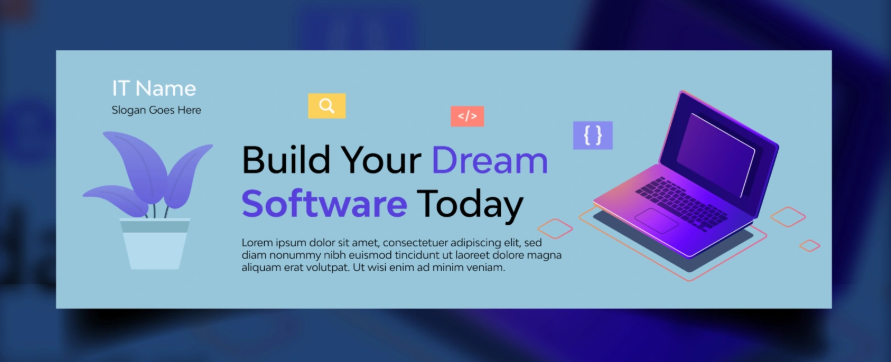 IT Name
Slogan Goes Here
</>
{ }
Build Your Dream
Software Today
Lorem ipsum dolor sit amet, consectetuer adipiscing elit, sed
diam nonummy nibh euismod tincidunt ut laoreet dolore magna
aliquam erat volutpat. Ut wisi enim ad minim veniam.